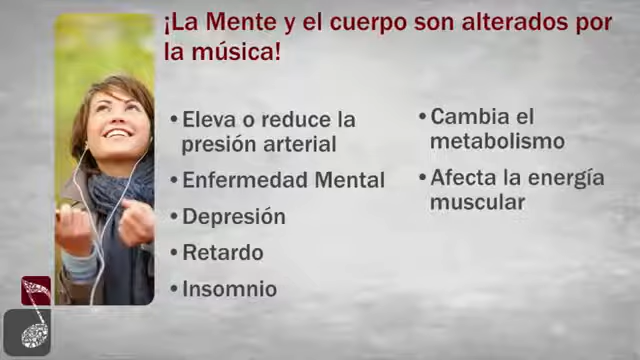 ¡La Mente y el cuerpo son alterados por
la música!
• Eleva o reduce la
presión arterial
• Enfermedad Mental
• Depresión
• Retardo
• Insomnio
• Cambia el
metabolismo
• Afecta la energía
muscular